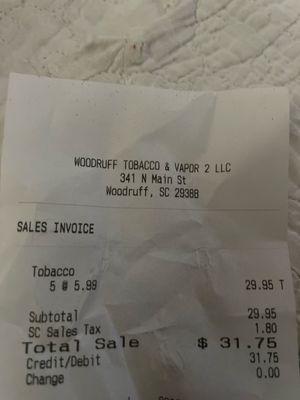 WOODRUFF TOBACCO & VAPOR 2 LLC
341 N Main St
Woodruff, SC 29388
SALES INVOICE
Tobacco
5 @ 5.99 29.95 T
Subtotal 29.95
SC Sales Tax 1.80
Total Sale $ 31.75
Credit/Debit 31.75
Change 0.00